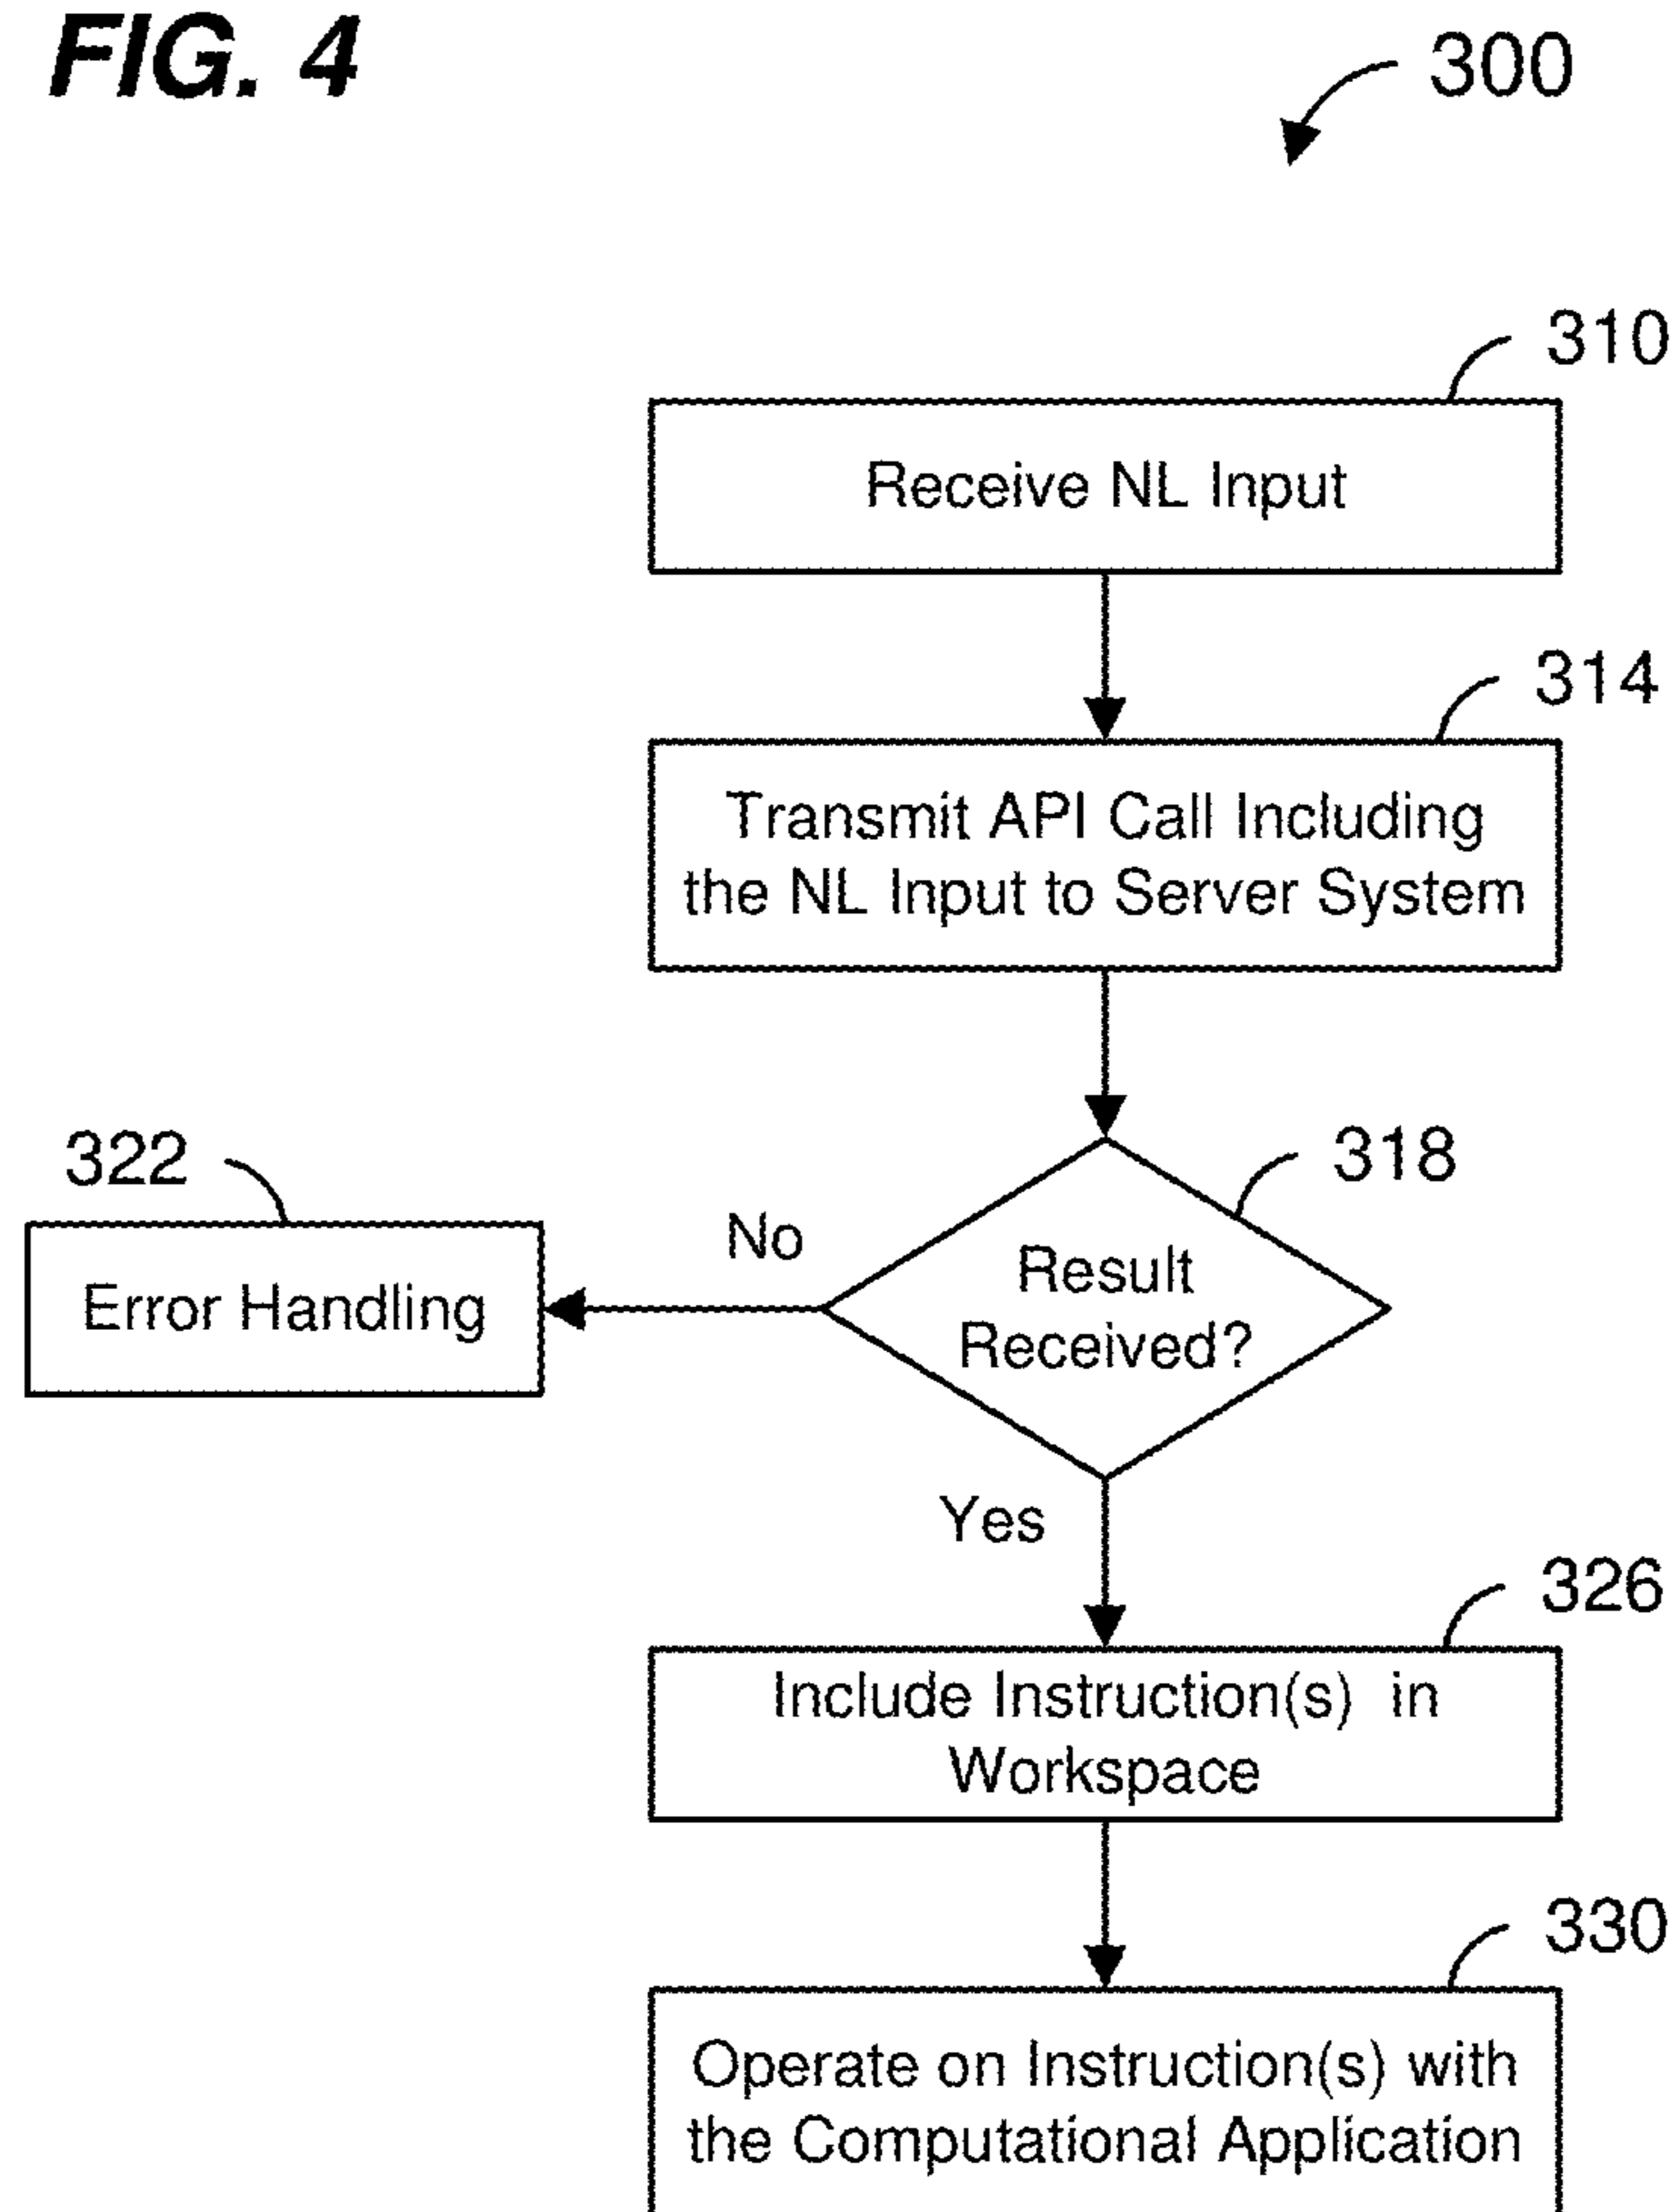 FIG. 4
300
310
Receive NL Input
314
Transmit API Call Including
the NL Input to Server System
322
318
No
Error Handling
Result
Received?
Yes
326
Include Instruction(s) in
Workspace
330
Operate on Instruction(s) with
the Computational Application